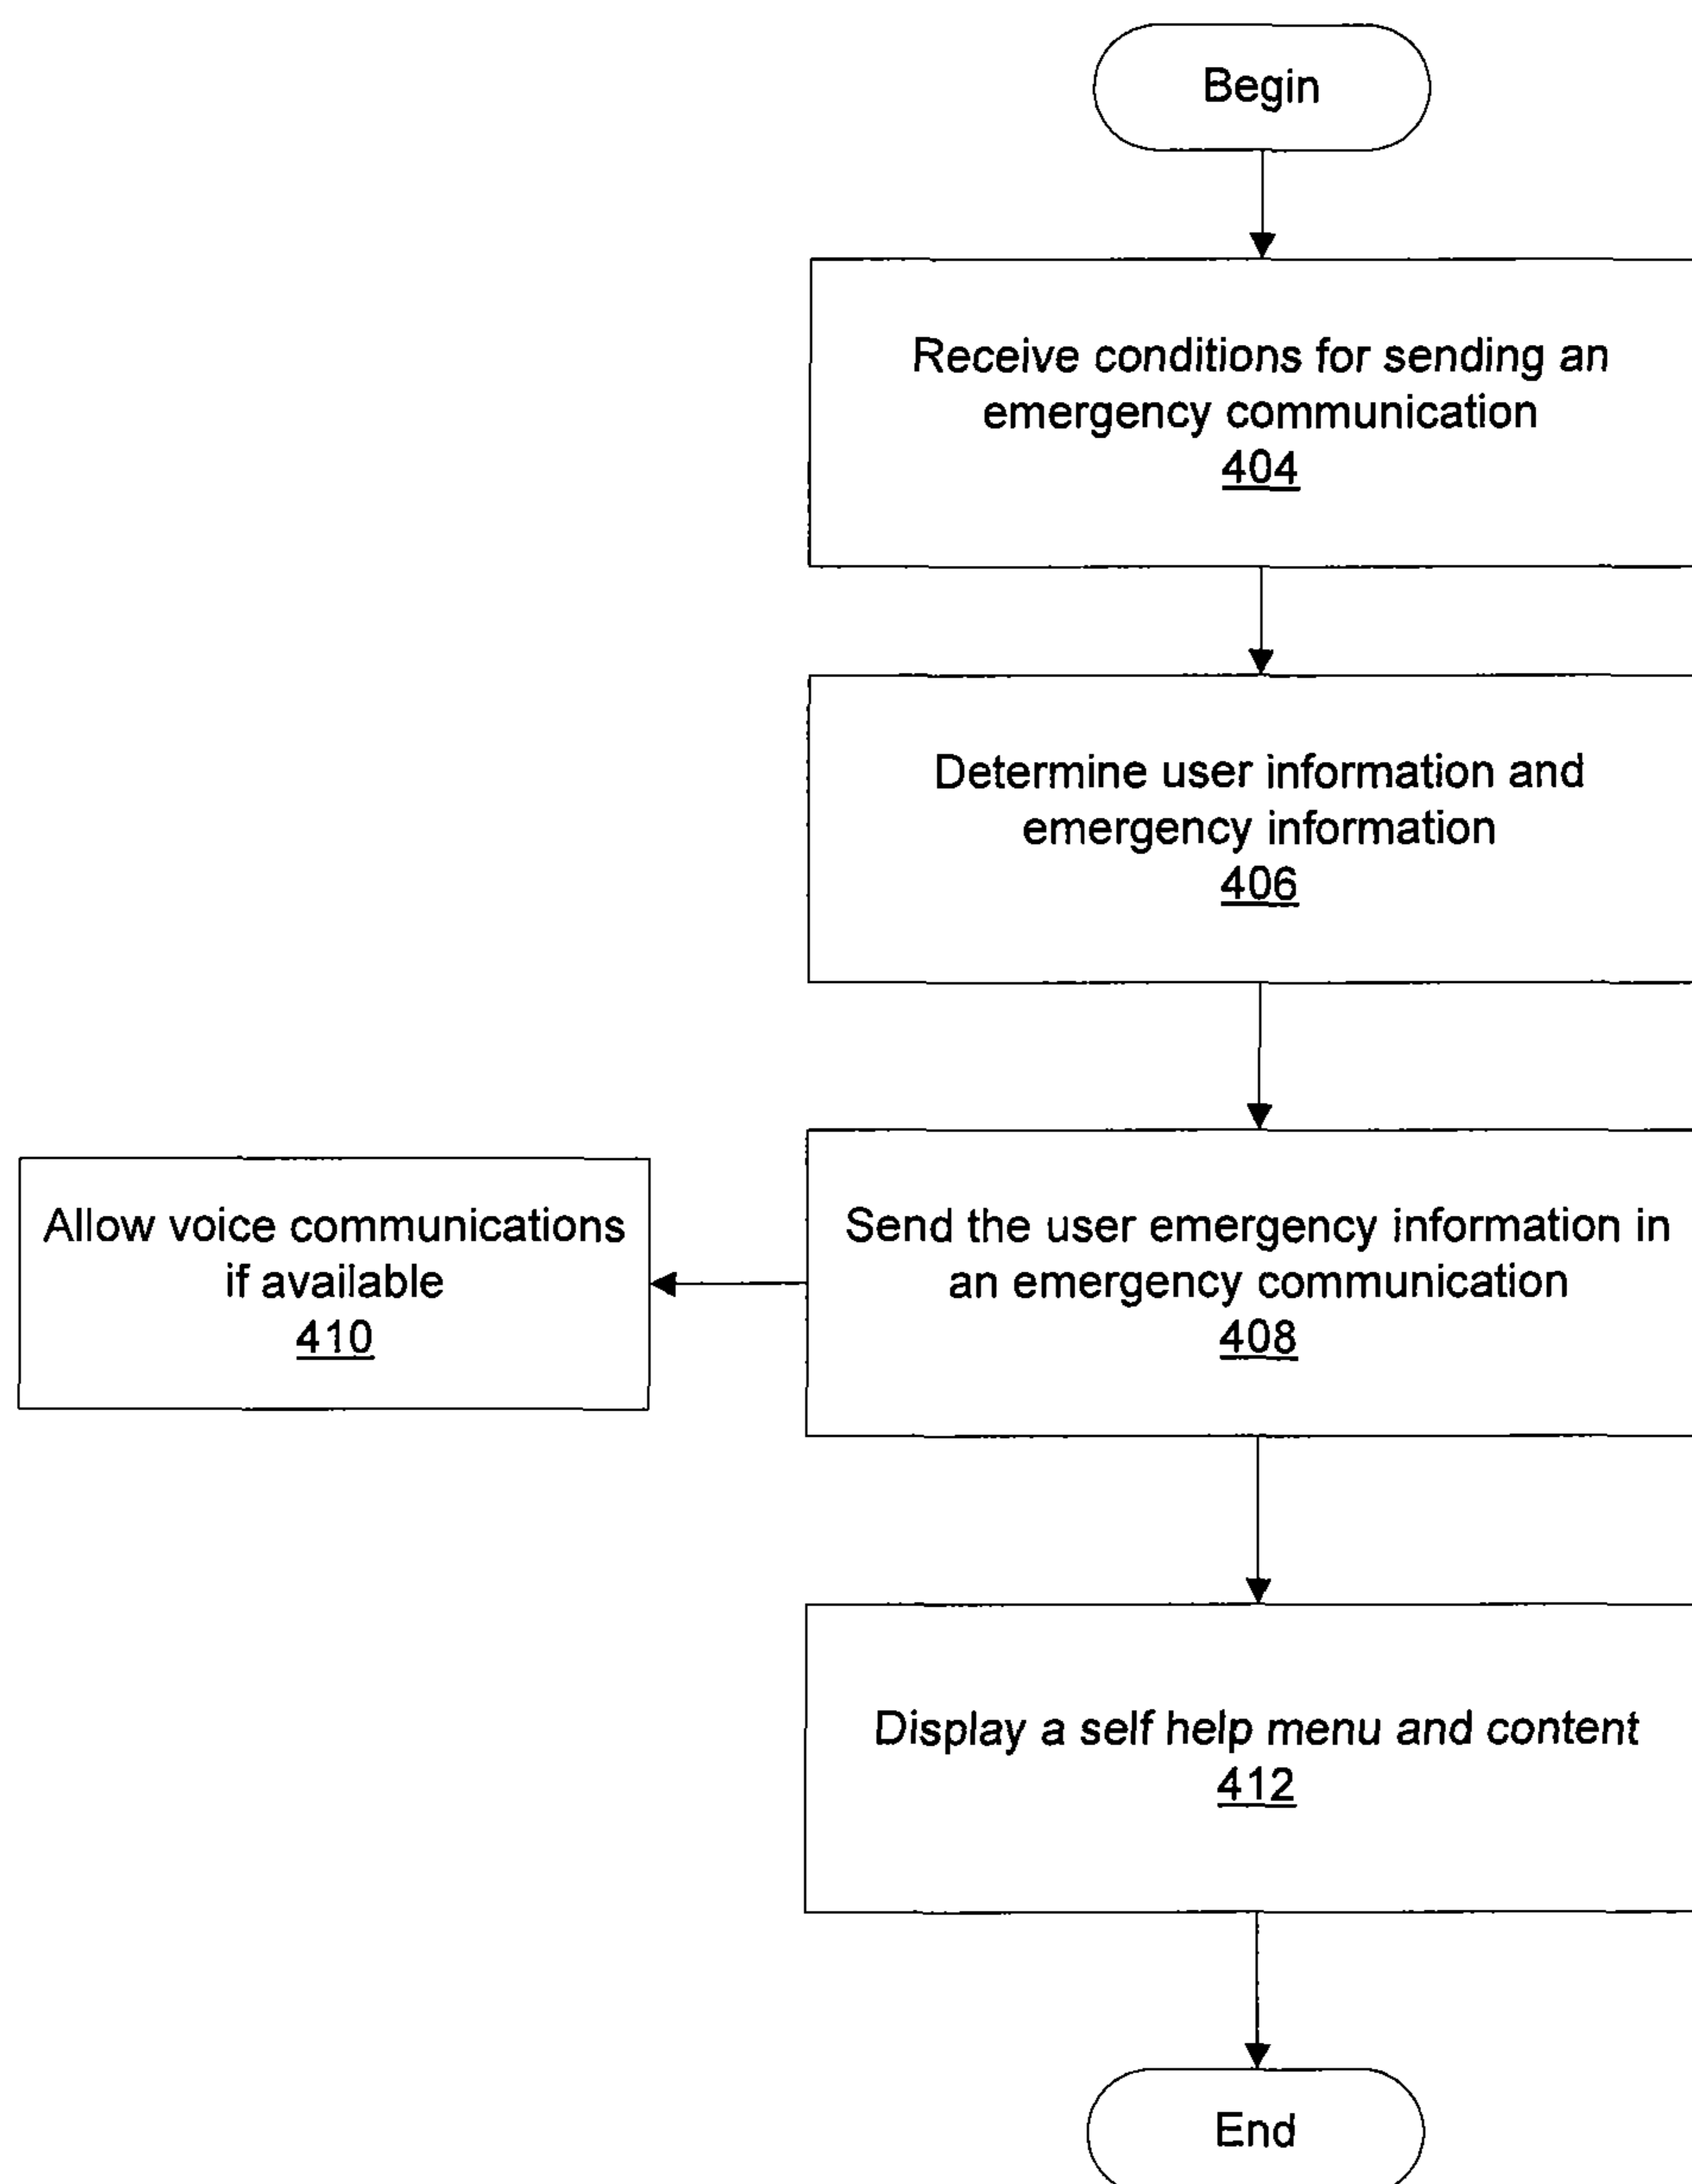 Begin
Receive conditions for sending an
emergency communication
404
Determine user information and
emergency information
406
Allow voice communications
if available
410
Send the user emergency information in
an emergency communication
408
Display a self help menu and content
412
End